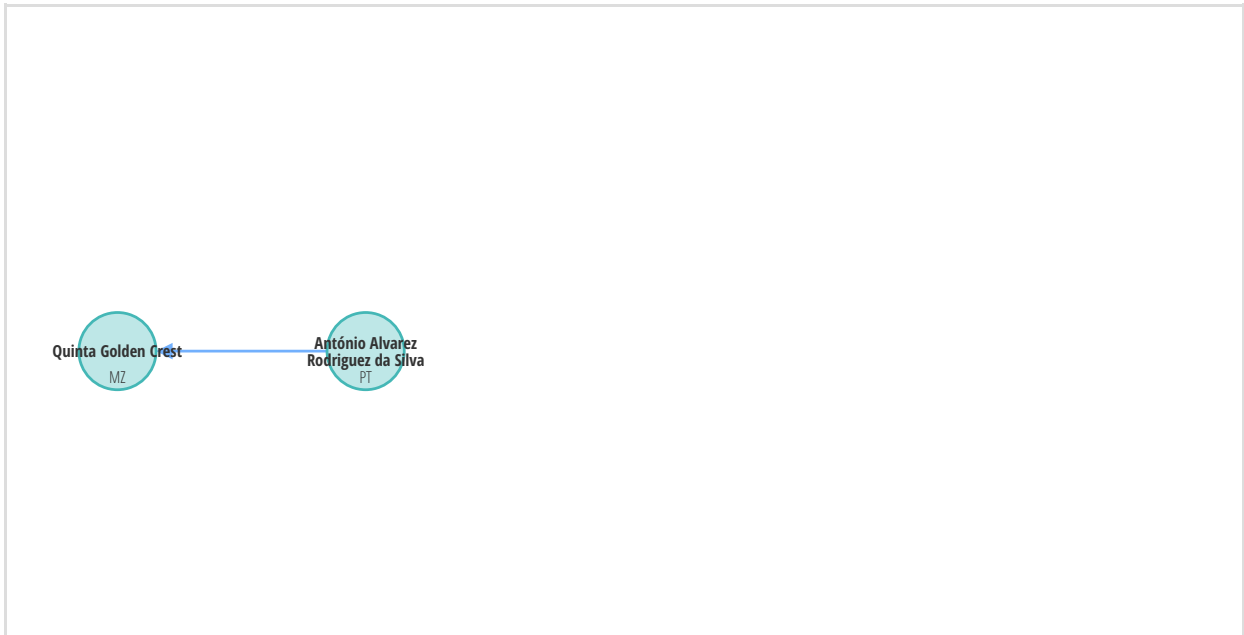 Quinta Golden Crest
MZ
António Alvarez
Rodriguez da Silva
PT